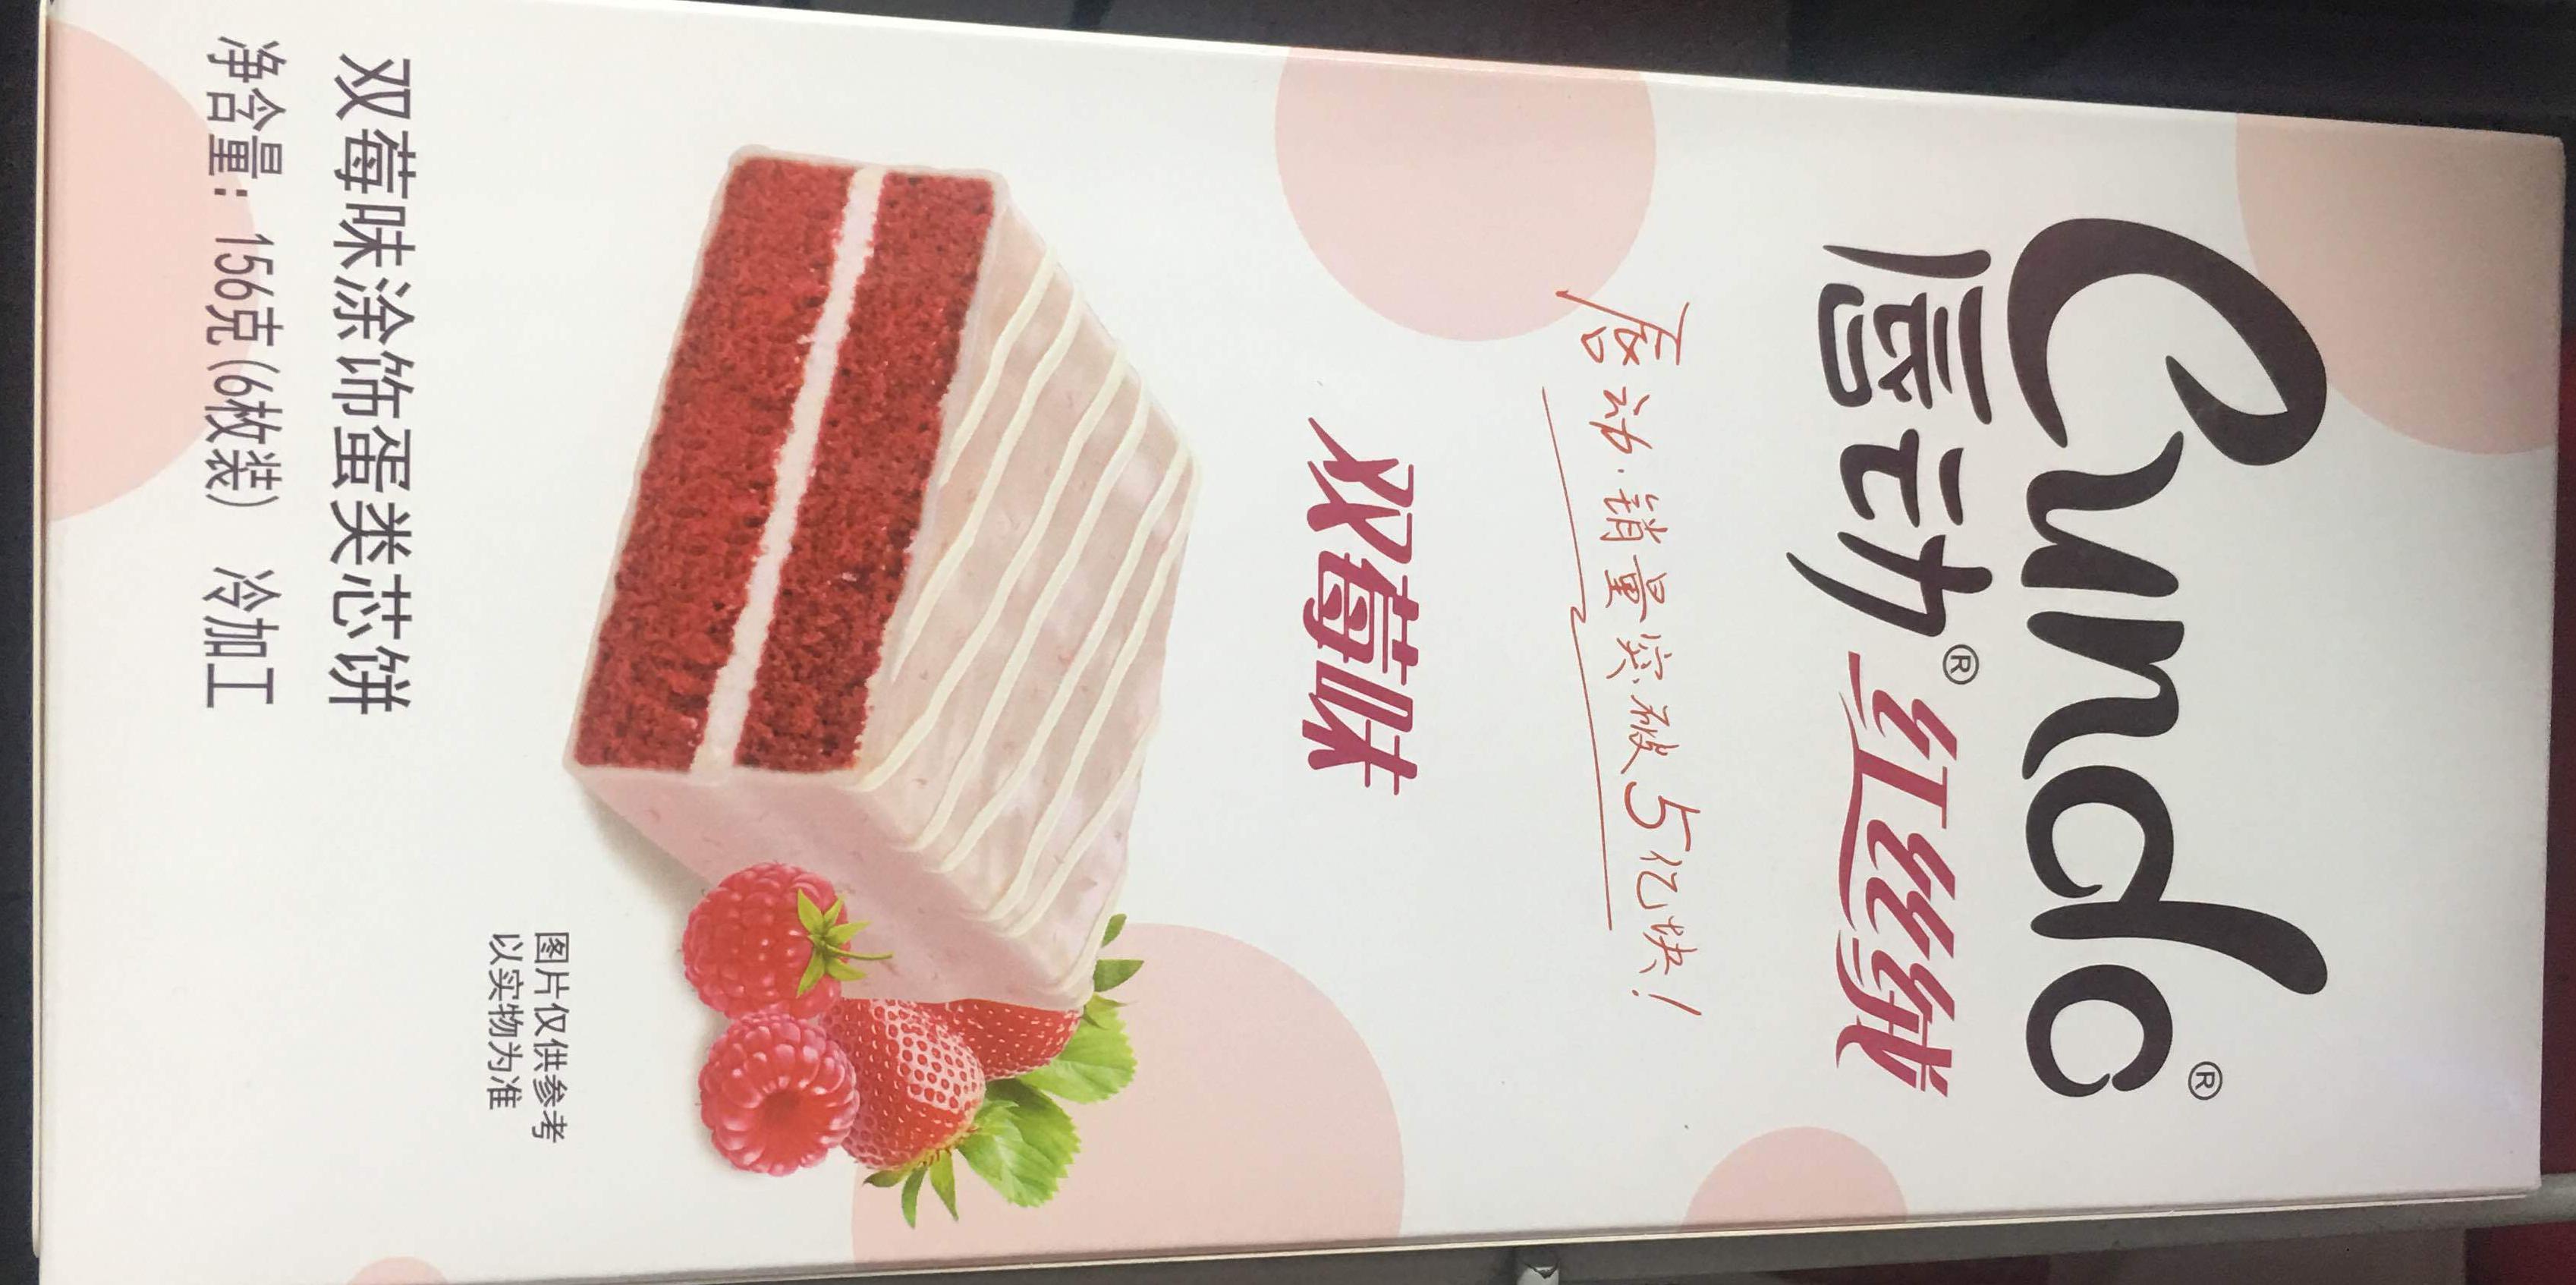 Cundo®
唇动®红丝绒
唇动·销量突破5亿块!
双莓味
图片仅供参考
以实物为准
双莓味涂饰蛋类芯饼
净含量：156克(6枚装) 冷加工